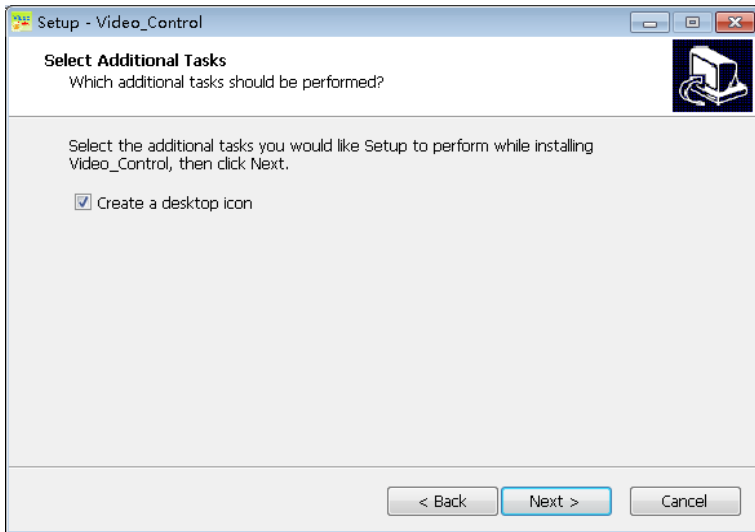 Setup - Video_Control
Select Additional Tasks
Which additional tasks should be performed?
Select the additional tasks you would like Setup to perform while installing
Video_Control, then click Next.
Create a desktop icon
< Back
Next >
Cancel